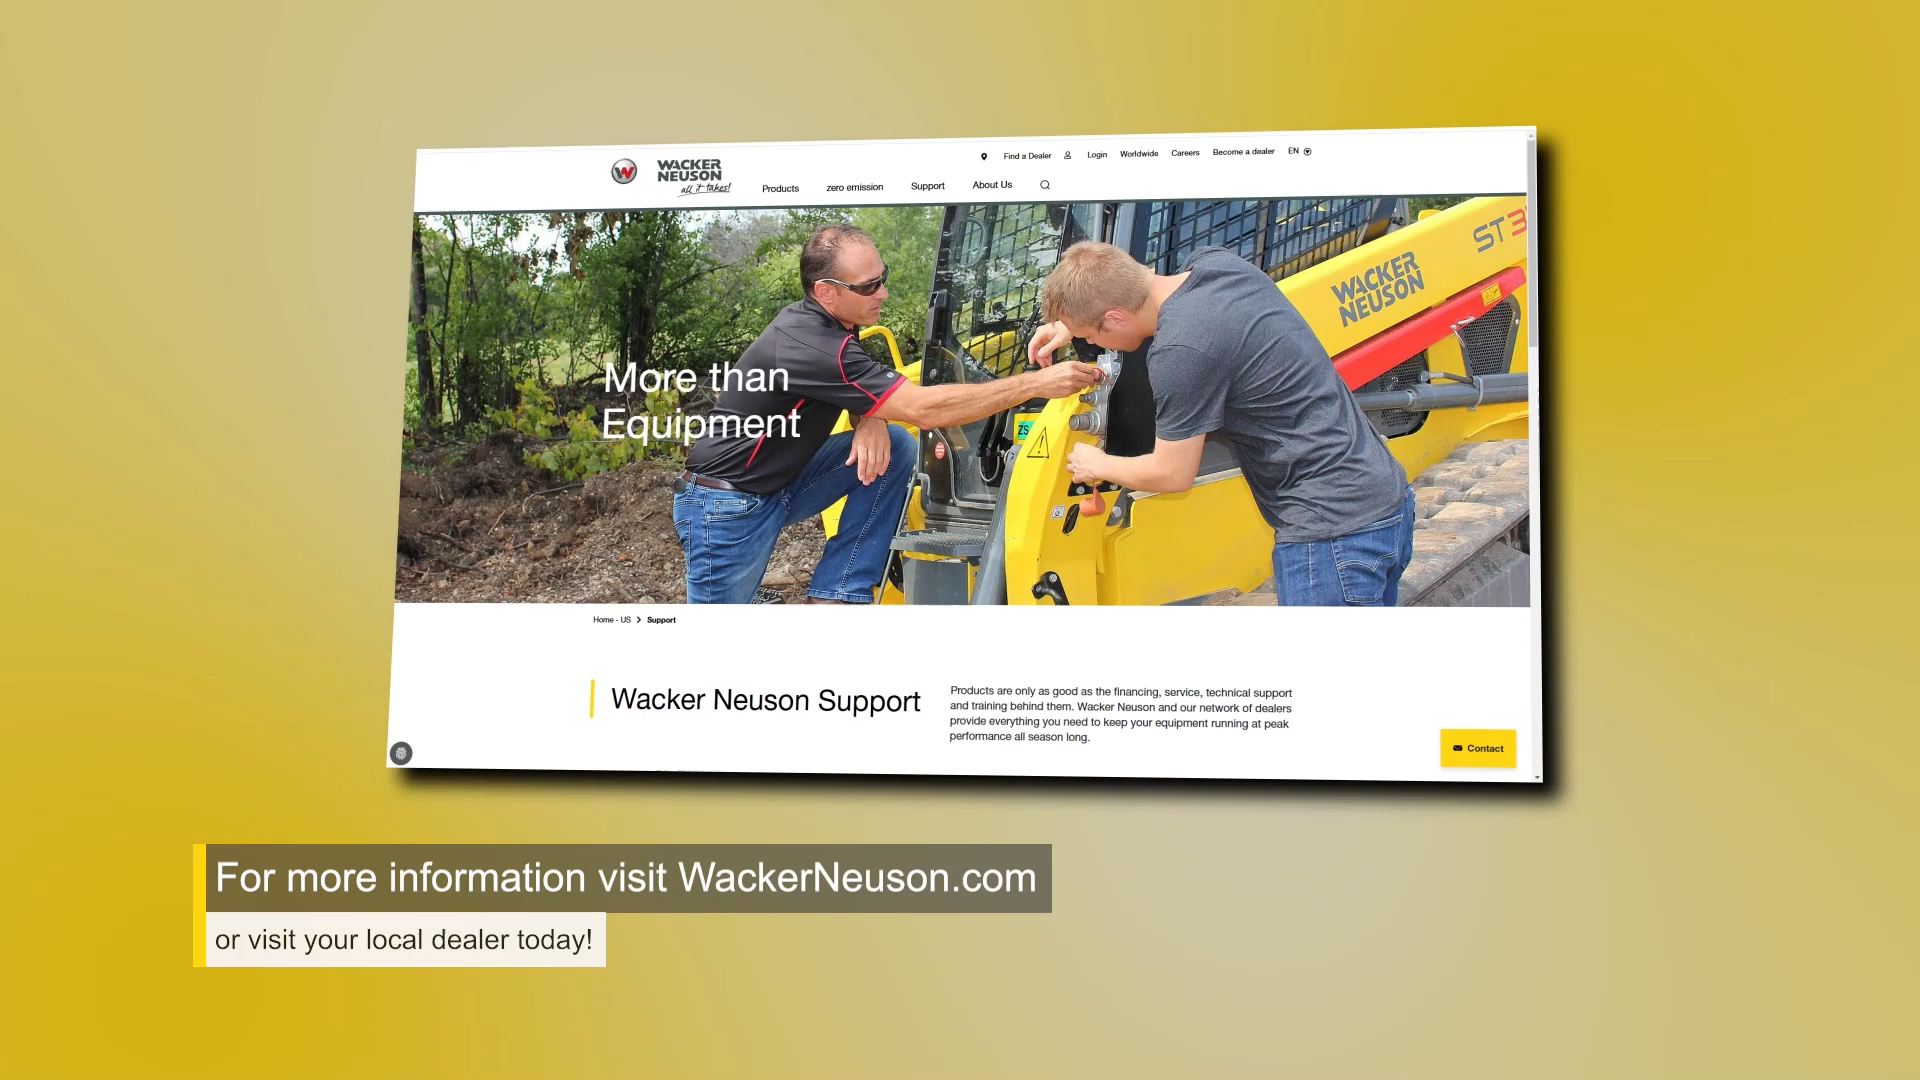 WACKER
NEUSON
all it takes!
Find a Dealer
Login
Worldwide
Careers
Become a dealer
EN
Products
zero emission
Support
About Us
ST3
WACKER
NEUSON
More than
Equipment
ZS
Home - US > Support
Wacker Neuson Support
Products are only as good as the financing, service, technical support
and training behind them. Wacker Neuson and our network of dealers
provide everything you need to keep your equipment running at peak
performance all season long.
Contact
For more information visit WackerNeuson.com
or visit your local dealer today!